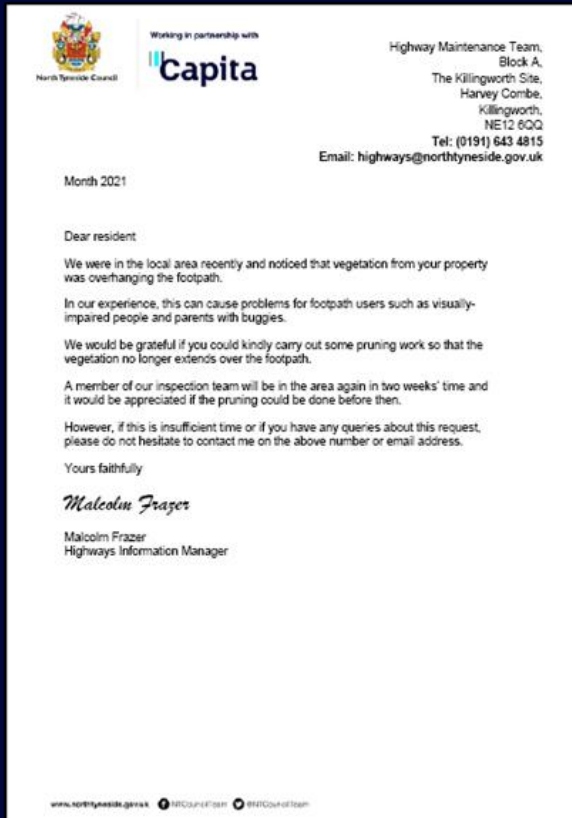 Working in partnership with
North Tyneside Council
Capita
Highway Maintenance Team,
Block A,
The Killingworth Site,
Harvey Combe,
Killingworth,
NE12 6QQ
Tel: (0191) 643 4815
Email: highways@northtyneside.gov.uk
Month 2021
Dear resident
We were in the local area recently and noticed that vegetation from your property
was overhanging the footpath.
In our experience, this can cause problems for footpath users such as visually-
impaired people and parents with buggies.
We would be grateful if you could kindly carry out some pruning work so that the
vegetation no longer extends over the footpath.
A member of our inspection team will be in the area again in two weeks' time and
it would be appreciated if the pruning could be done before then.
However, if this is insufficient time or if you have any queries about this request,
please do not hesitate to contact me on the above number or email address.
Yours faithfully
Malcolm Frazer
Malcolm Frazer
Highways Information Manager
www.northtyneside.gov.uk NTCouncilTeam @NTCouncilTeam